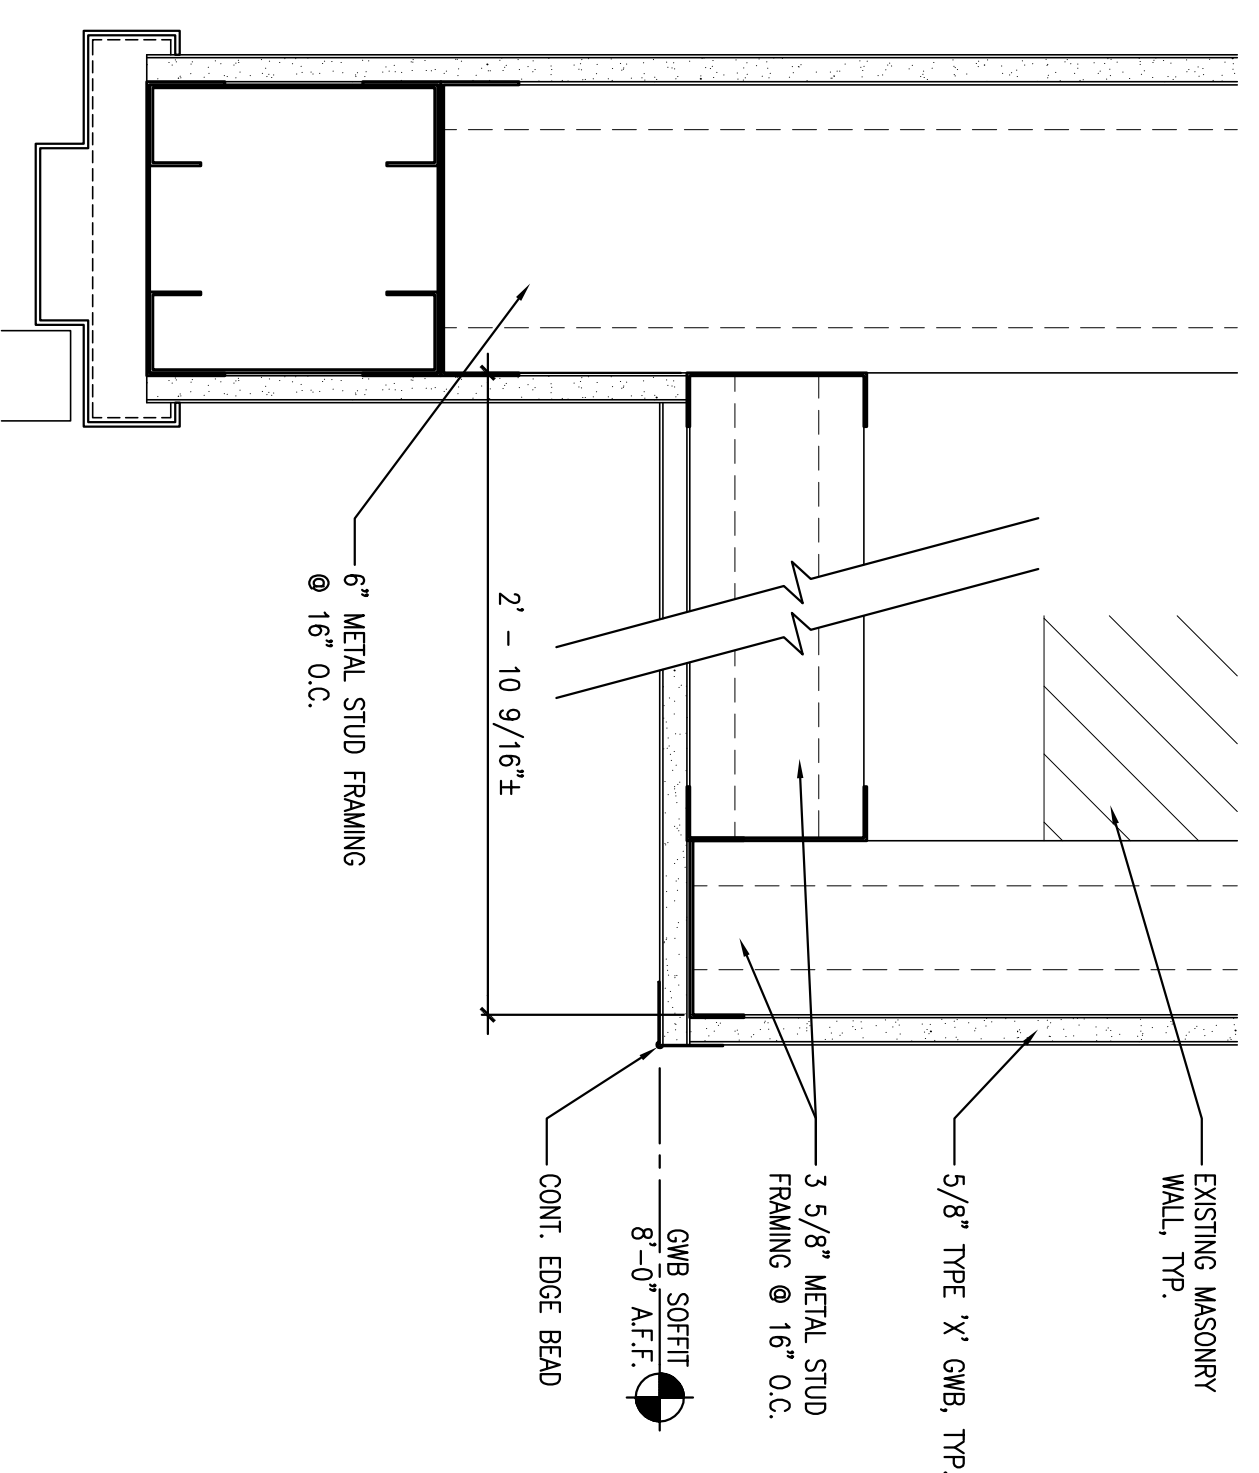 EXISTING MASONRY
WALL, TYP.
5/8" TYPE 'X' GWB, TYP.
3 5/8" METAL STUD
FRAMING @ 16" O.C.
GWB SOFFIT
8'-0" A.F.F.
CONT. EDGE BEAD
2' - 10 9/16"±
6" METAL STUD FRAMING
@ 16" O.C.